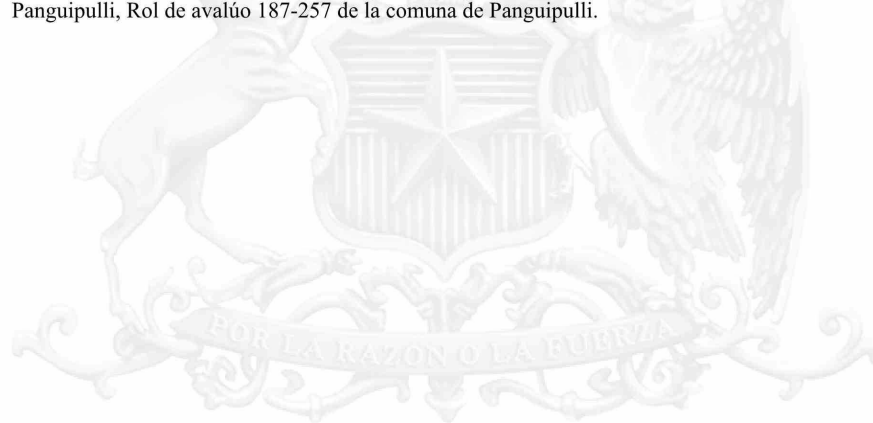 Panguipulli, Rol de avalúo 187-257 de la comuna de Panguipulli.
POR LA RAZON O LA FUERZA